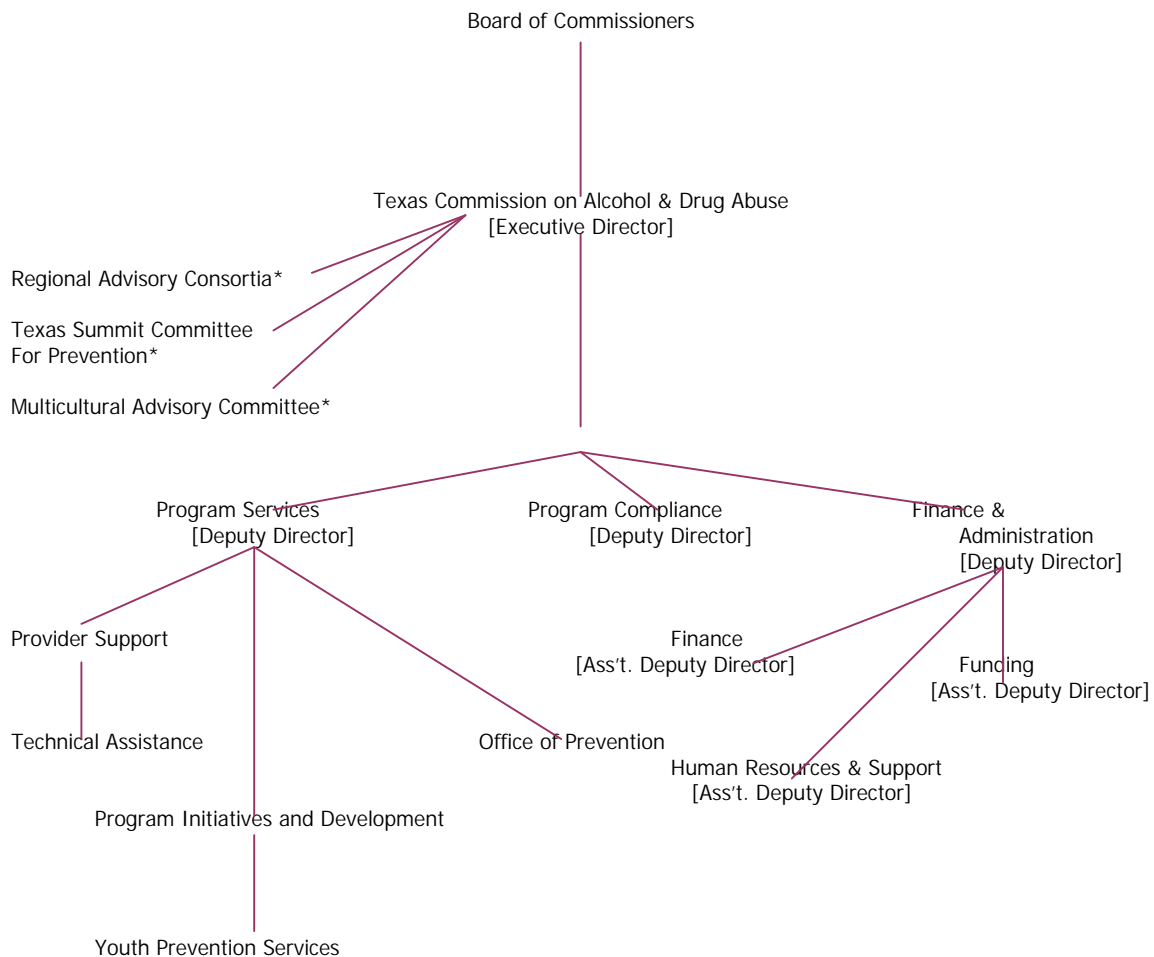 Board of Commissioners
Texas Commission on Alcohol & Drug Abuse
[Executive Director]
Regional Advisory Consortia*
Texas Summit Committee
For Prevention*
Multicultural Advisory Committee*
Program Services
[Deputy Director]
Program Compliance
[Deputy Director]
Finance &
Administration
[Deputy Director]
Provider Support
Finance
[Ass't. Deputy Director]
Funding
[Ass't. Deputy Director]
Technical Assistance
Office of Prevention
Human Resources & Support
[Ass't. Deputy Director]
Program Initiatives and Development
Youth Prevention Services